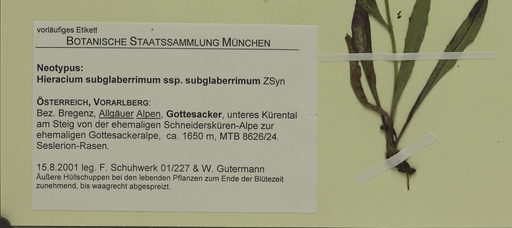 vorläufiges Etikett
BOTANISCHE STAATSSAMMLUNG MÜNCHEN
Neotypus:
Hieracium subglaberrimum ssp. subglaberrimum ZSyn
ÖSTERREICH, VORARLBERG:
Bez. Bregenz, Allgäuer Alpen, Gottesacker, unteres Kürental
am Steig von der ehemaligen Schneidersküren-Alpe zur
ehemaligen Gottesackeralpe, ca. 1650 m, MTB 8626/24.
Seslerion-Rasen.
15.8.2001 leg. F. Schuhwerk 01/227 & W. Gutermann
Äußere Hüllschuppen bei den lebenden Pflanzen zum Ende der Blütezeit
zunehmend, bis waagrecht abgespreizt.